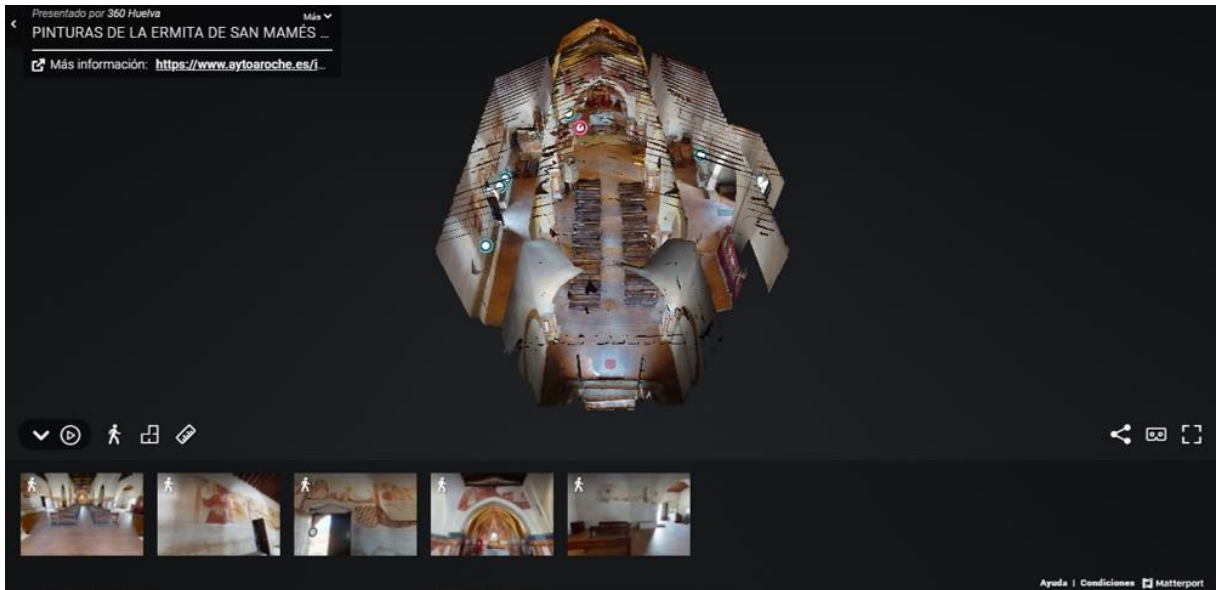 Presentado por 360 Huelva
Más
PINTURAS DE LA ERMITA DE SAN MAMÉS ...
Más información: https://www.aytoaroche.es/i...
Ayuda | Condiciones Matterport